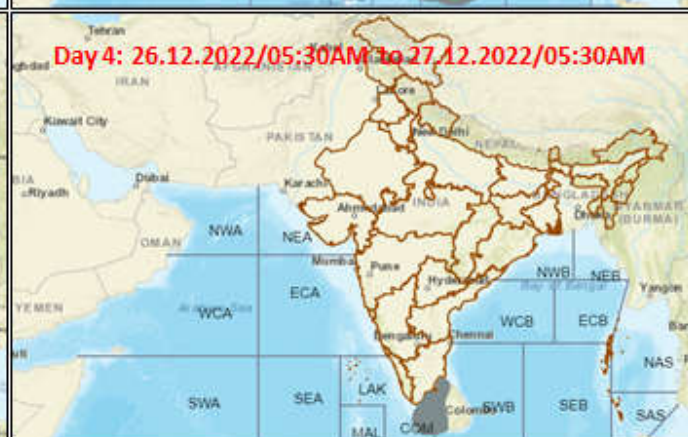 Tehran
Day 4: 26.12.2022/05:30AM to 27.12.2022/05:30AM
AFGHANISTAN
IRAN
Lahore
Kuwait City
New Delhi
PAKISTAN
NEPAL
Riyadh
Dubai
Karachi
Ahmedabad
INDIA
BANGLADESH
Dhaka
MYANMAR
(BURMA)
NWA
NEA
OMAN
Mumbai
Pune
Hyderabad
NWB
NEB
Yangon
Bay of Bengal
ECA
YEMEN
Arabian Sea
WCA
WCB
ECB
Bengaluru
Chennai
NAS
SWA
SEA
LAK
Colombo
SWB
SEB
SAS
COM
MAL